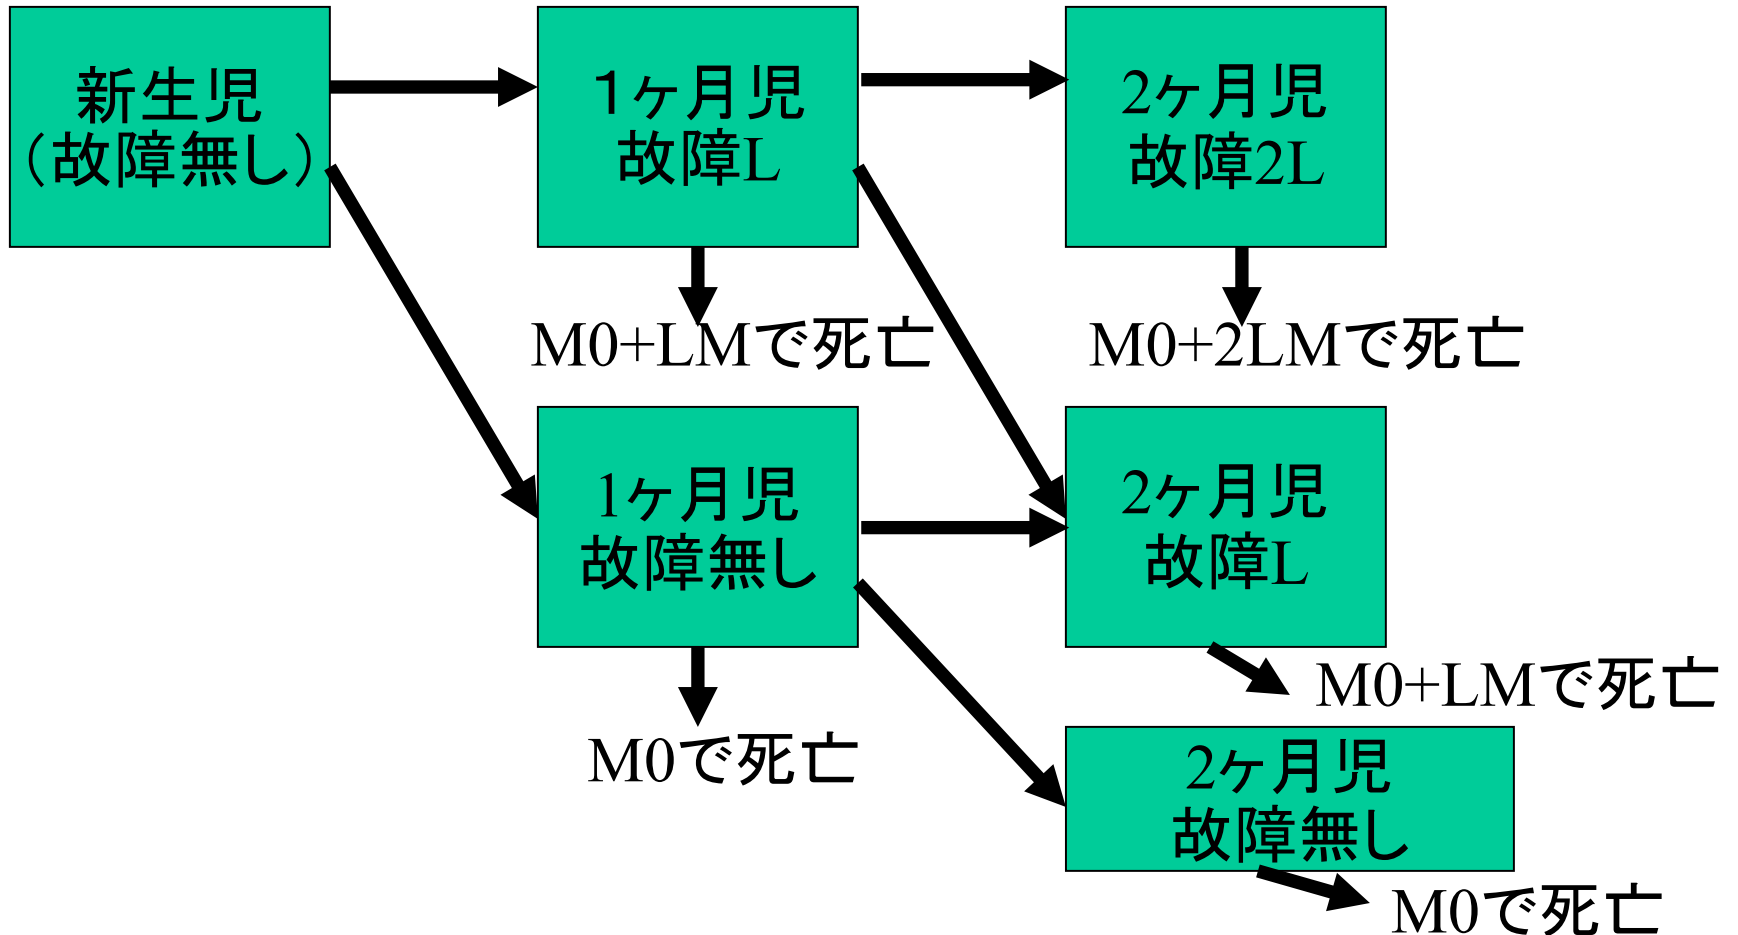 新生児
(故障無し)
1ヶ月児
故障L
2ヶ月児
故障2L
M0+LMで死亡
M0+2LMで死亡
1ヶ月児
故障無し
2ヶ月児
故障L
M0で死亡
M0+LMで死亡
2ヶ月児
故障無し
M0で死亡